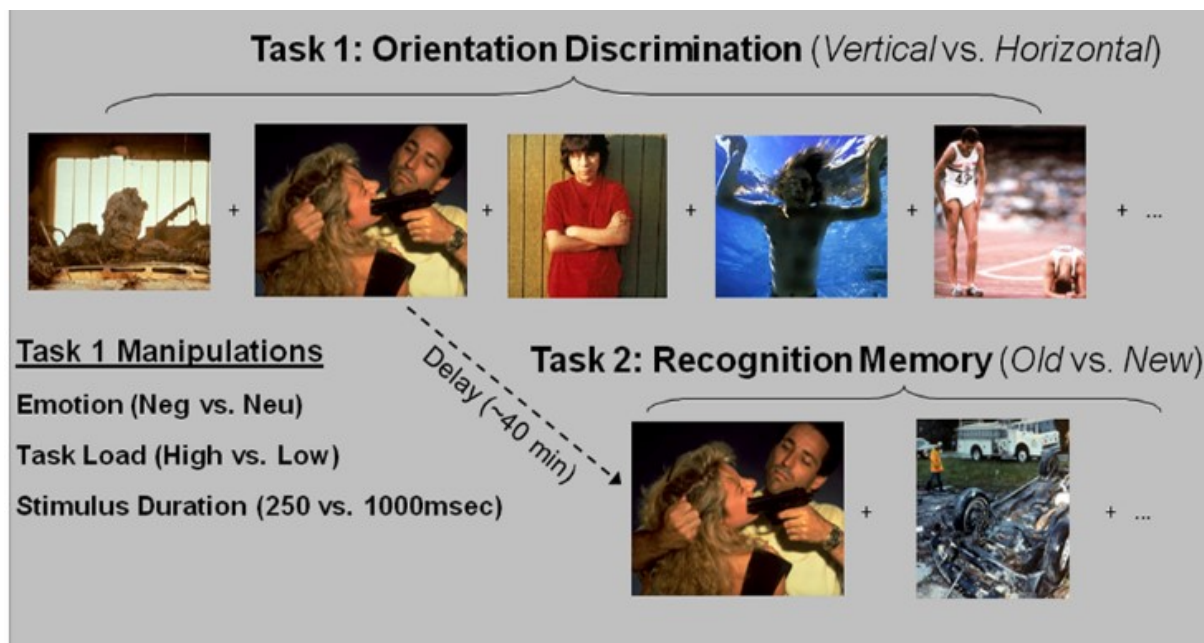 Task 1: Orientation Discrimination (Vertical vs. Horizontal)
+ + + + + ...
Task 1 Manipulations
Emotion (Neg vs. Neu)
Task Load (High vs. Low)
Stimulus Duration (250 vs. 1000msec)
Delay (~40 min)
Task 2: Recognition Memory (Old vs. New)
+ + ...